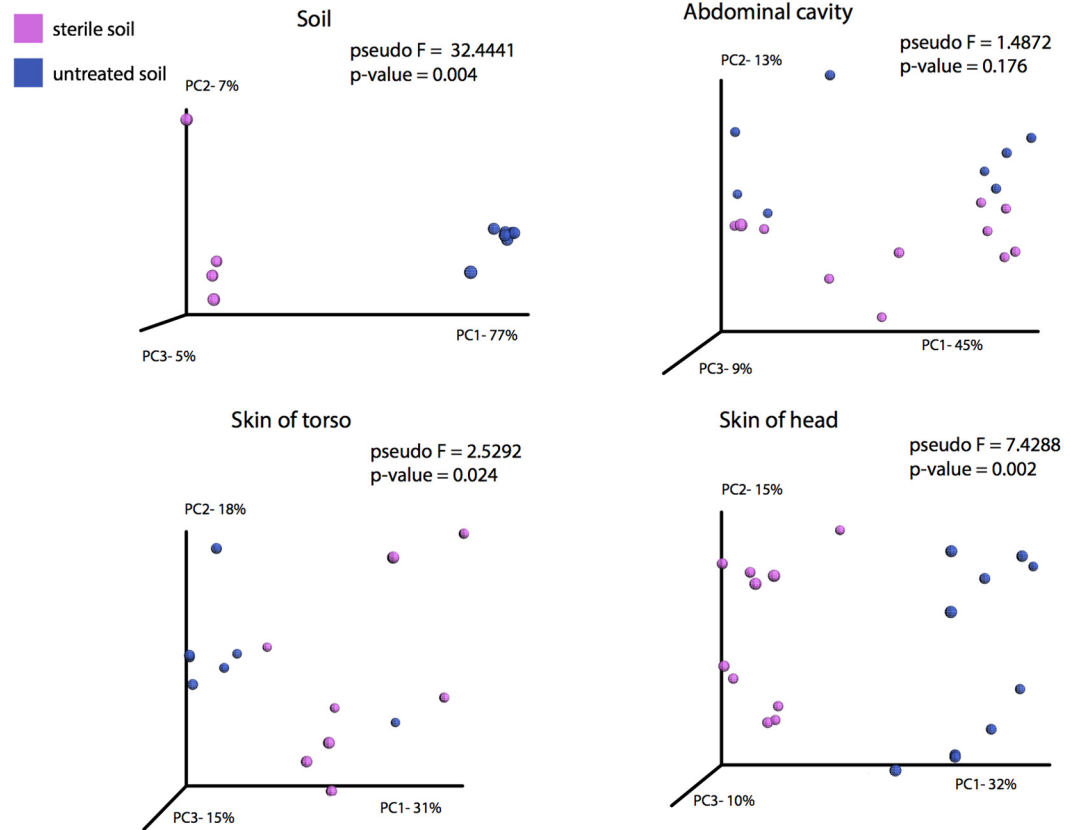 sterile soil
untreated soil
Soil
pseudo F = 32.4441
p-value = 0.004
PC2- 7%
PC1- 77%
PC3- 5%
Abdominal cavity
pseudo F = 1.4872
p-value = 0.176
PC2- 13%
PC1- 45%
PC3- 9%
Skin of torso
pseudo F = 2.5292
p-value = 0.024
PC2- 18%
PC1- 31%
PC3- 15%
Skin of head
pseudo F = 7.4288
p-value = 0.002
PC2- 15%
PC1- 32%
PC3- 10%